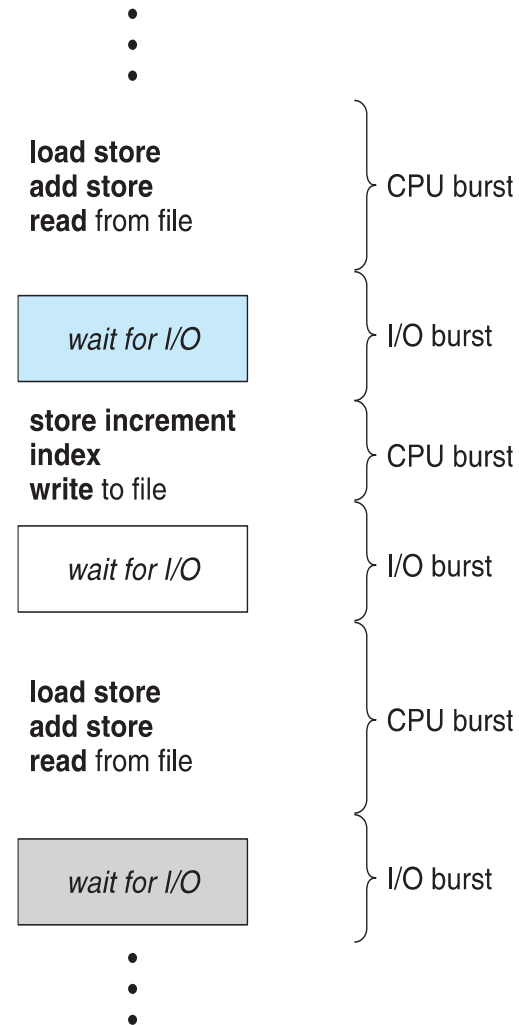 load store
add store
read from file
CPU burst
wait for I/O
I/O burst
store increment
index
write to file
CPU burst
wait for I/O
I/O burst
load store
add store
read from file
CPU burst
wait for I/O
I/O burst